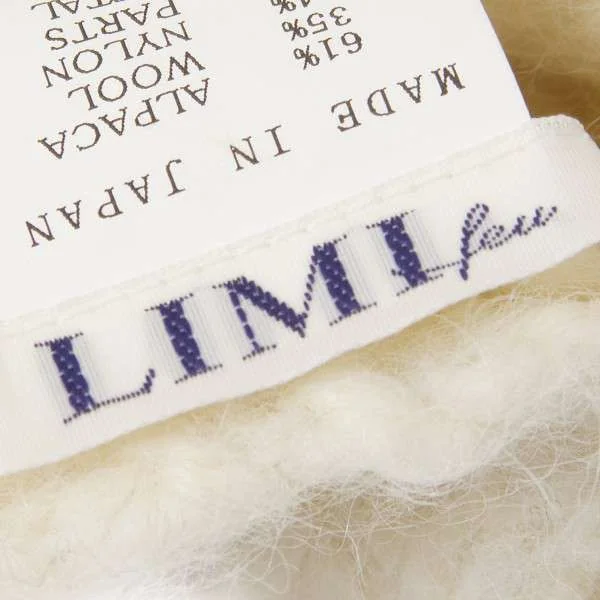 LIMI feu
MADE IN JAPAN
ALPACA 61%
WOOL 35%
NYLON
PARTS